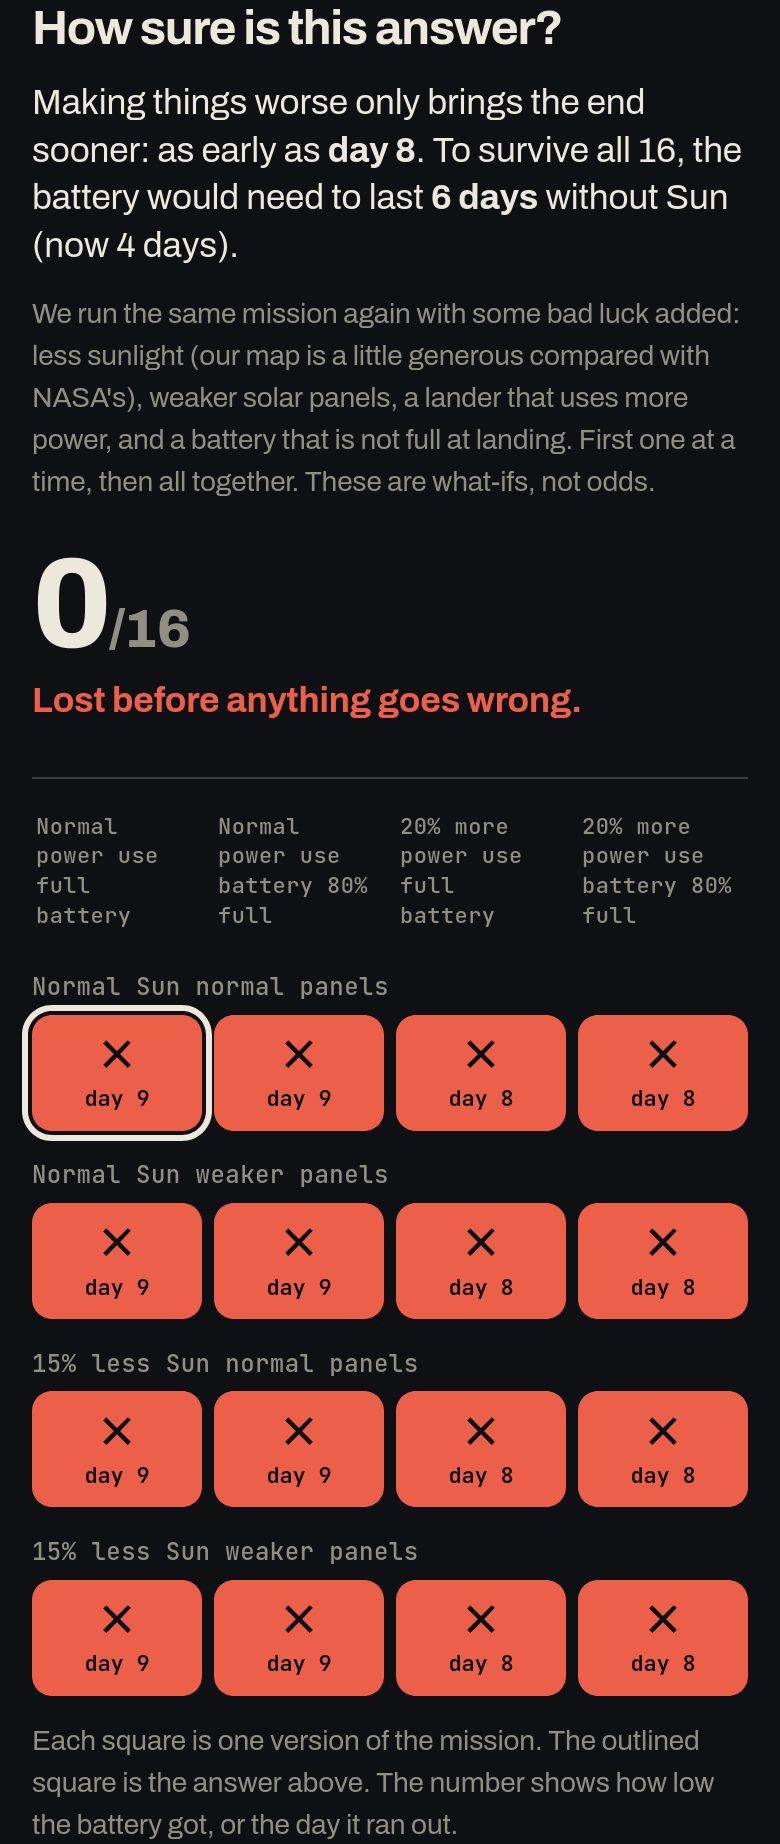 How sure is this answer?
Making things worse only brings the end
sooner: as early as day 8. To survive all 16, the
battery would need to last 6 days without Sun
(now 4 days).
We run the same mission again with some bad luck added:
less sunlight (our map is a little generous compared with
NASA's), weaker solar panels, a lander that uses more
power, and a battery that is not full at landing. First one at a
time, then all together. These are what-ifs, not odds.
0/16
Lost before anything goes wrong.
Normal power use full battery
Normal power use battery 80% full
20% more power use full battery
20% more power use battery 80% full
Normal Sun normal panels
× × × ×
day 9 day 9 day 8 day 8
Normal Sun weaker panels
× × × ×
day 9 day 9 day 8 day 8
15% less Sun normal panels
× × × ×
day 9 day 9 day 8 day 8
15% less Sun weaker panels
× × × ×
day 9 day 9 day 8 day 8
Each square is one version of the mission. The outlined
square is the answer above. The number shows how low
the battery got, or the day it ran out.